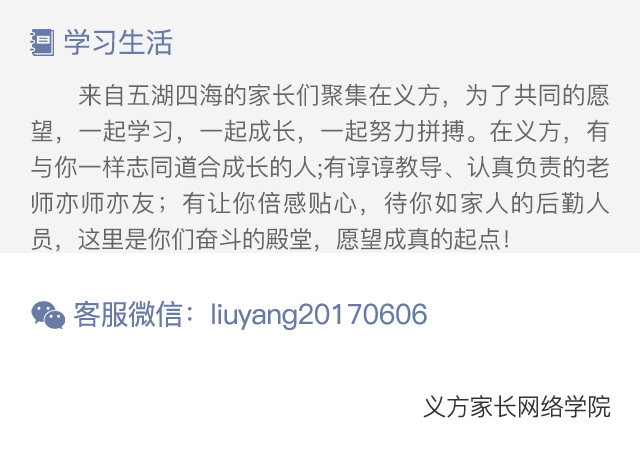 学习生活
来自五湖四海的家长们聚集在义方，为了共同的愿
望，一起学习，一起成长，一起努力拼搏。在义方，有
与你一样志同道合成长的人;有谆谆教导、认真负责的老
师亦师亦友；有让你倍感贴心，待你如家人的后勤人
员，这里是你们奋斗的殿堂，愿望成真的起点！
客服微信：liuyang20170606
义方家长网络学院